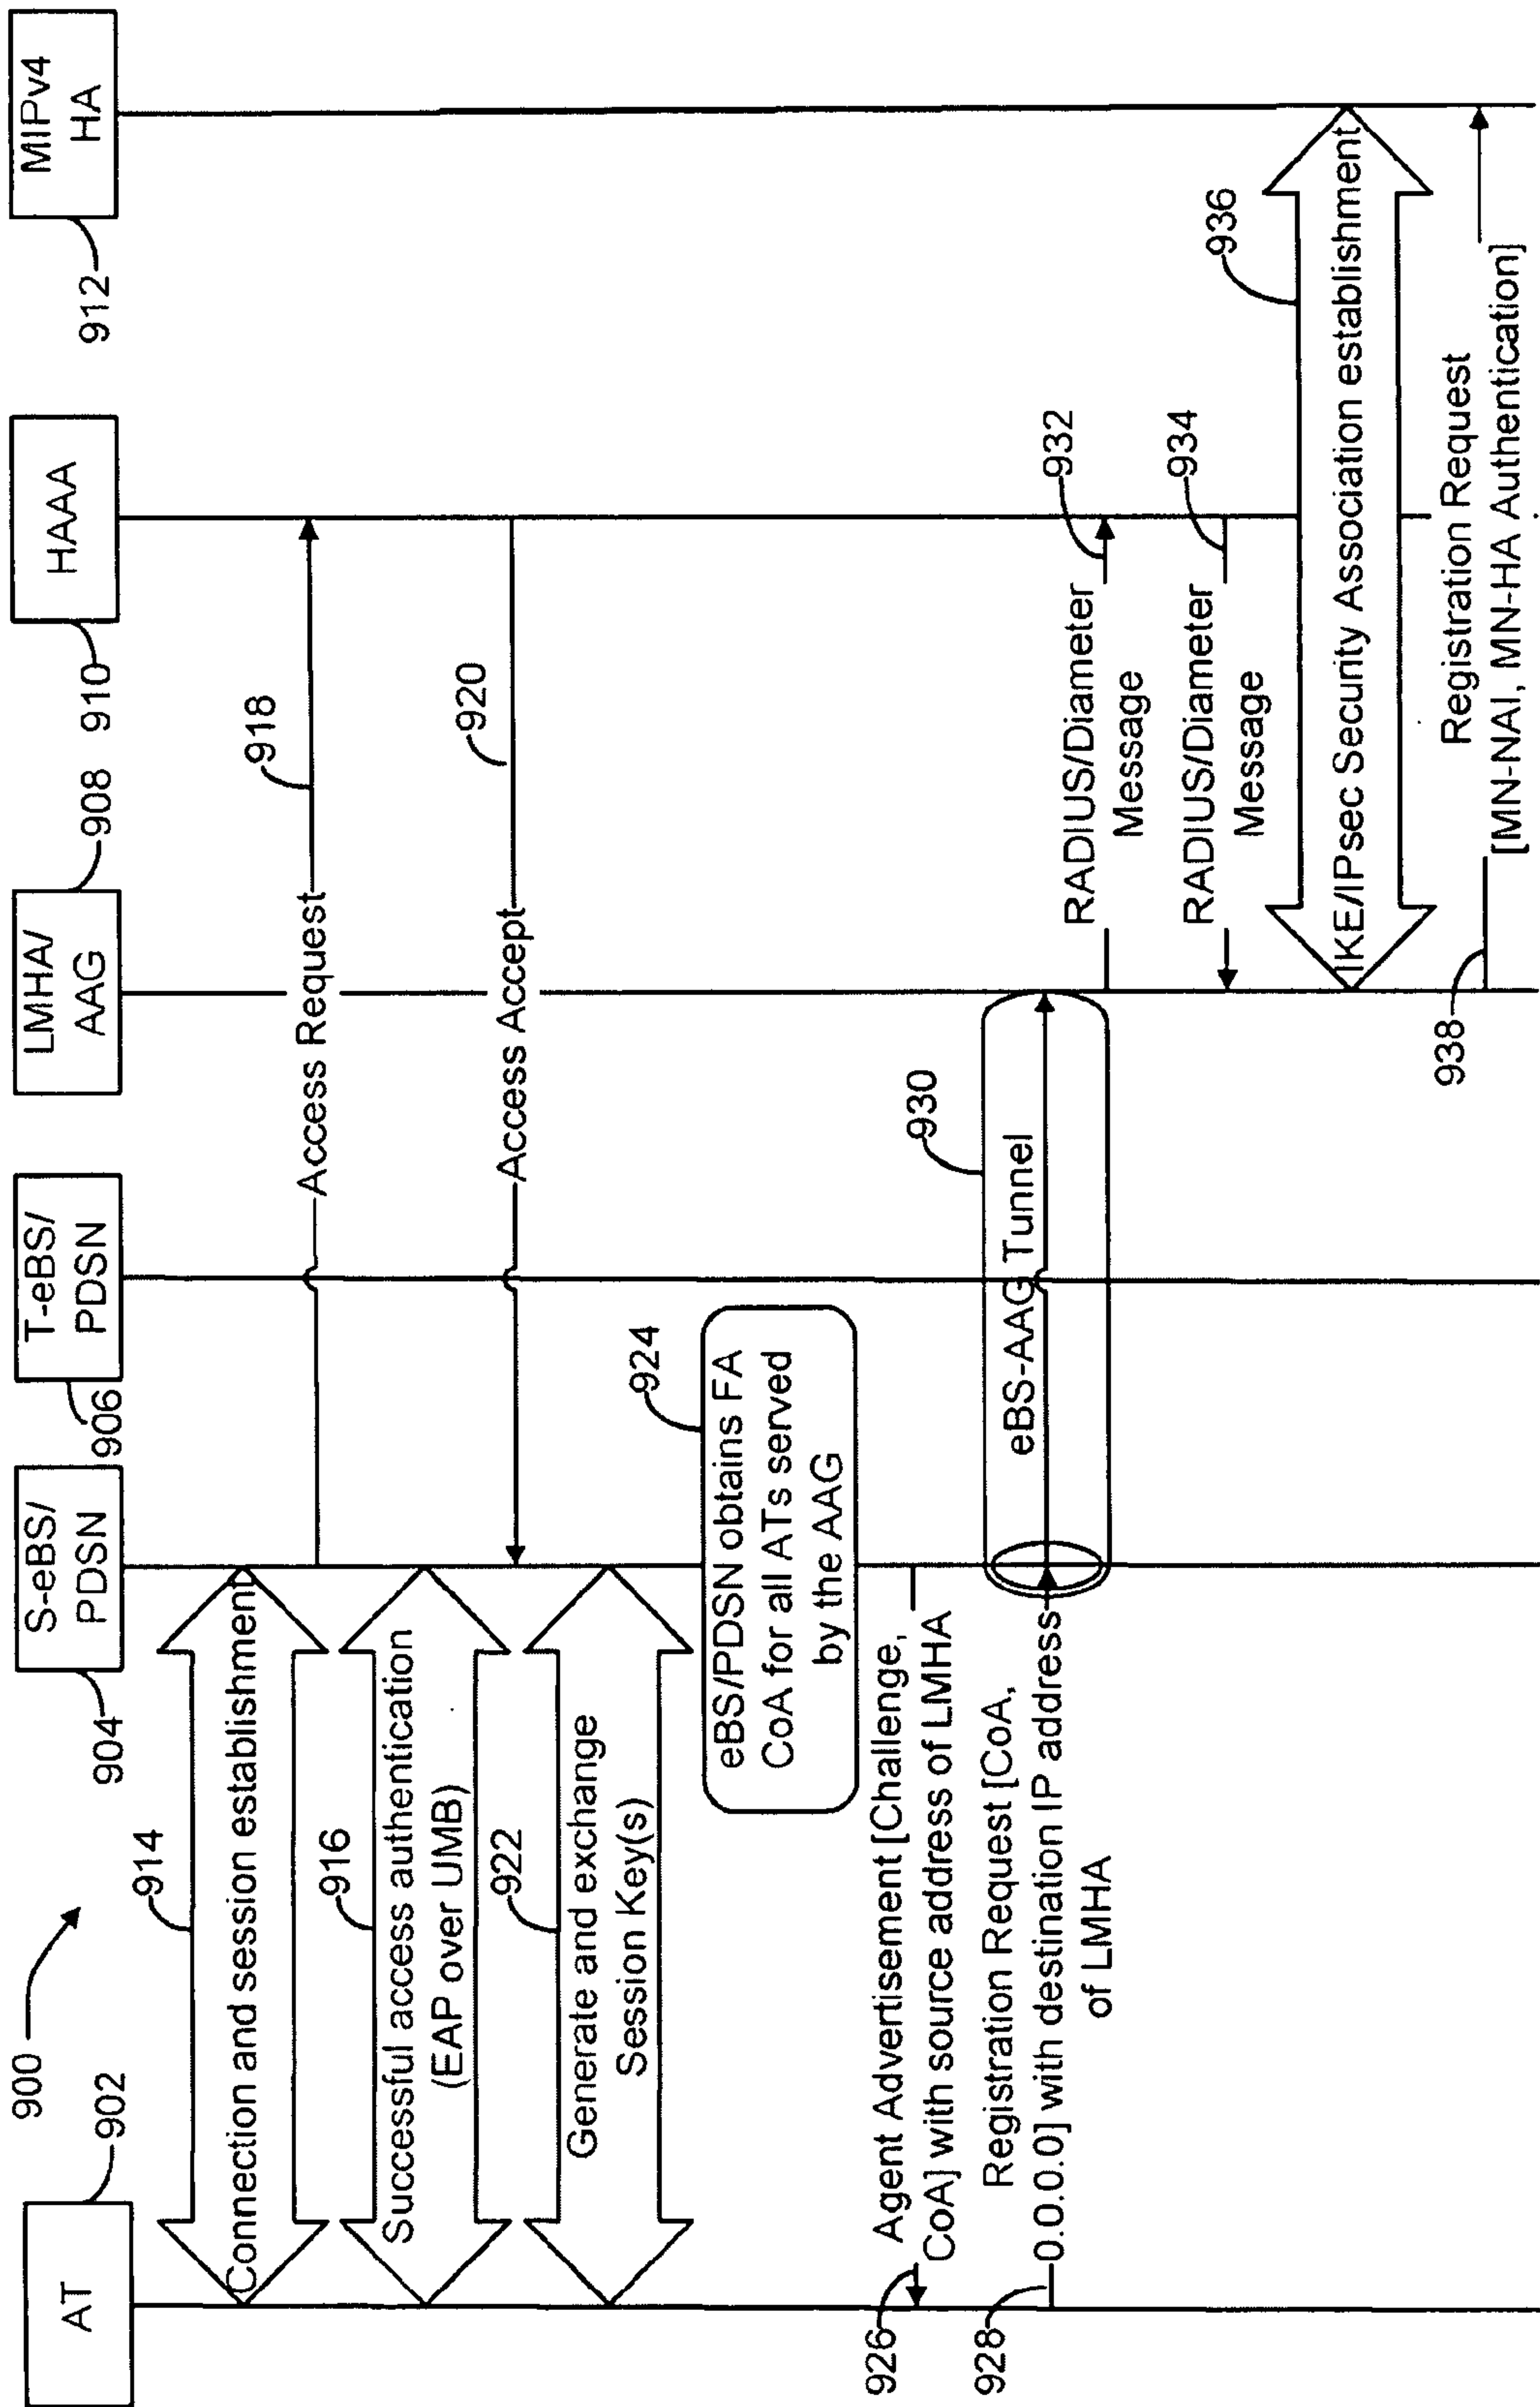 900
AT
902
S-eBS/
PDSN
904
T-eBS/
PDSN
906
LMHA/
AAG
908
HAAA
910
MIPv4
HA
912
914
Connection and session establishment
Access Request
918
916
Successful access authentication
(EAP over UMB)
Access Accept
920
922
Generate and exchange
Session Key(s)
924
eBS/PDSN obtains FA
CoA for all ATs served
by the AAG
926
Agent Advertisement [Challenge,
CoA] with source address of LMHA
928
Registration Request [CoA,
0.0.0.0] with destination IP address
of LMHA
930
eBS-AAG Tunnel
RADIUS/Diameter
Message
932
RADIUS/Diameter
Message
934
936
IKE/IPsec Security Association establishment
938
Registration Request
[MN-NAI, MN-HA Authentication]